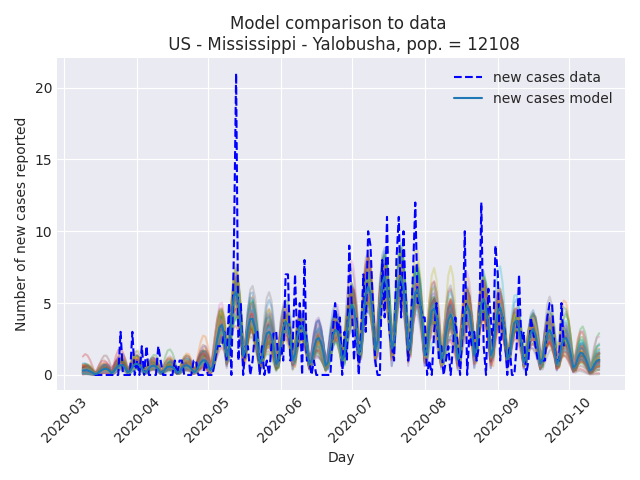 Model comparison to data
US - Mississippi - Yalobusha, pop. = 12108
new cases data
new cases model
Number of new cases reported
20
15
10
5
0
2020-03
2020-04
2020-05
2020-06
2020-07
2020-08
2020-09
2020-10
Day